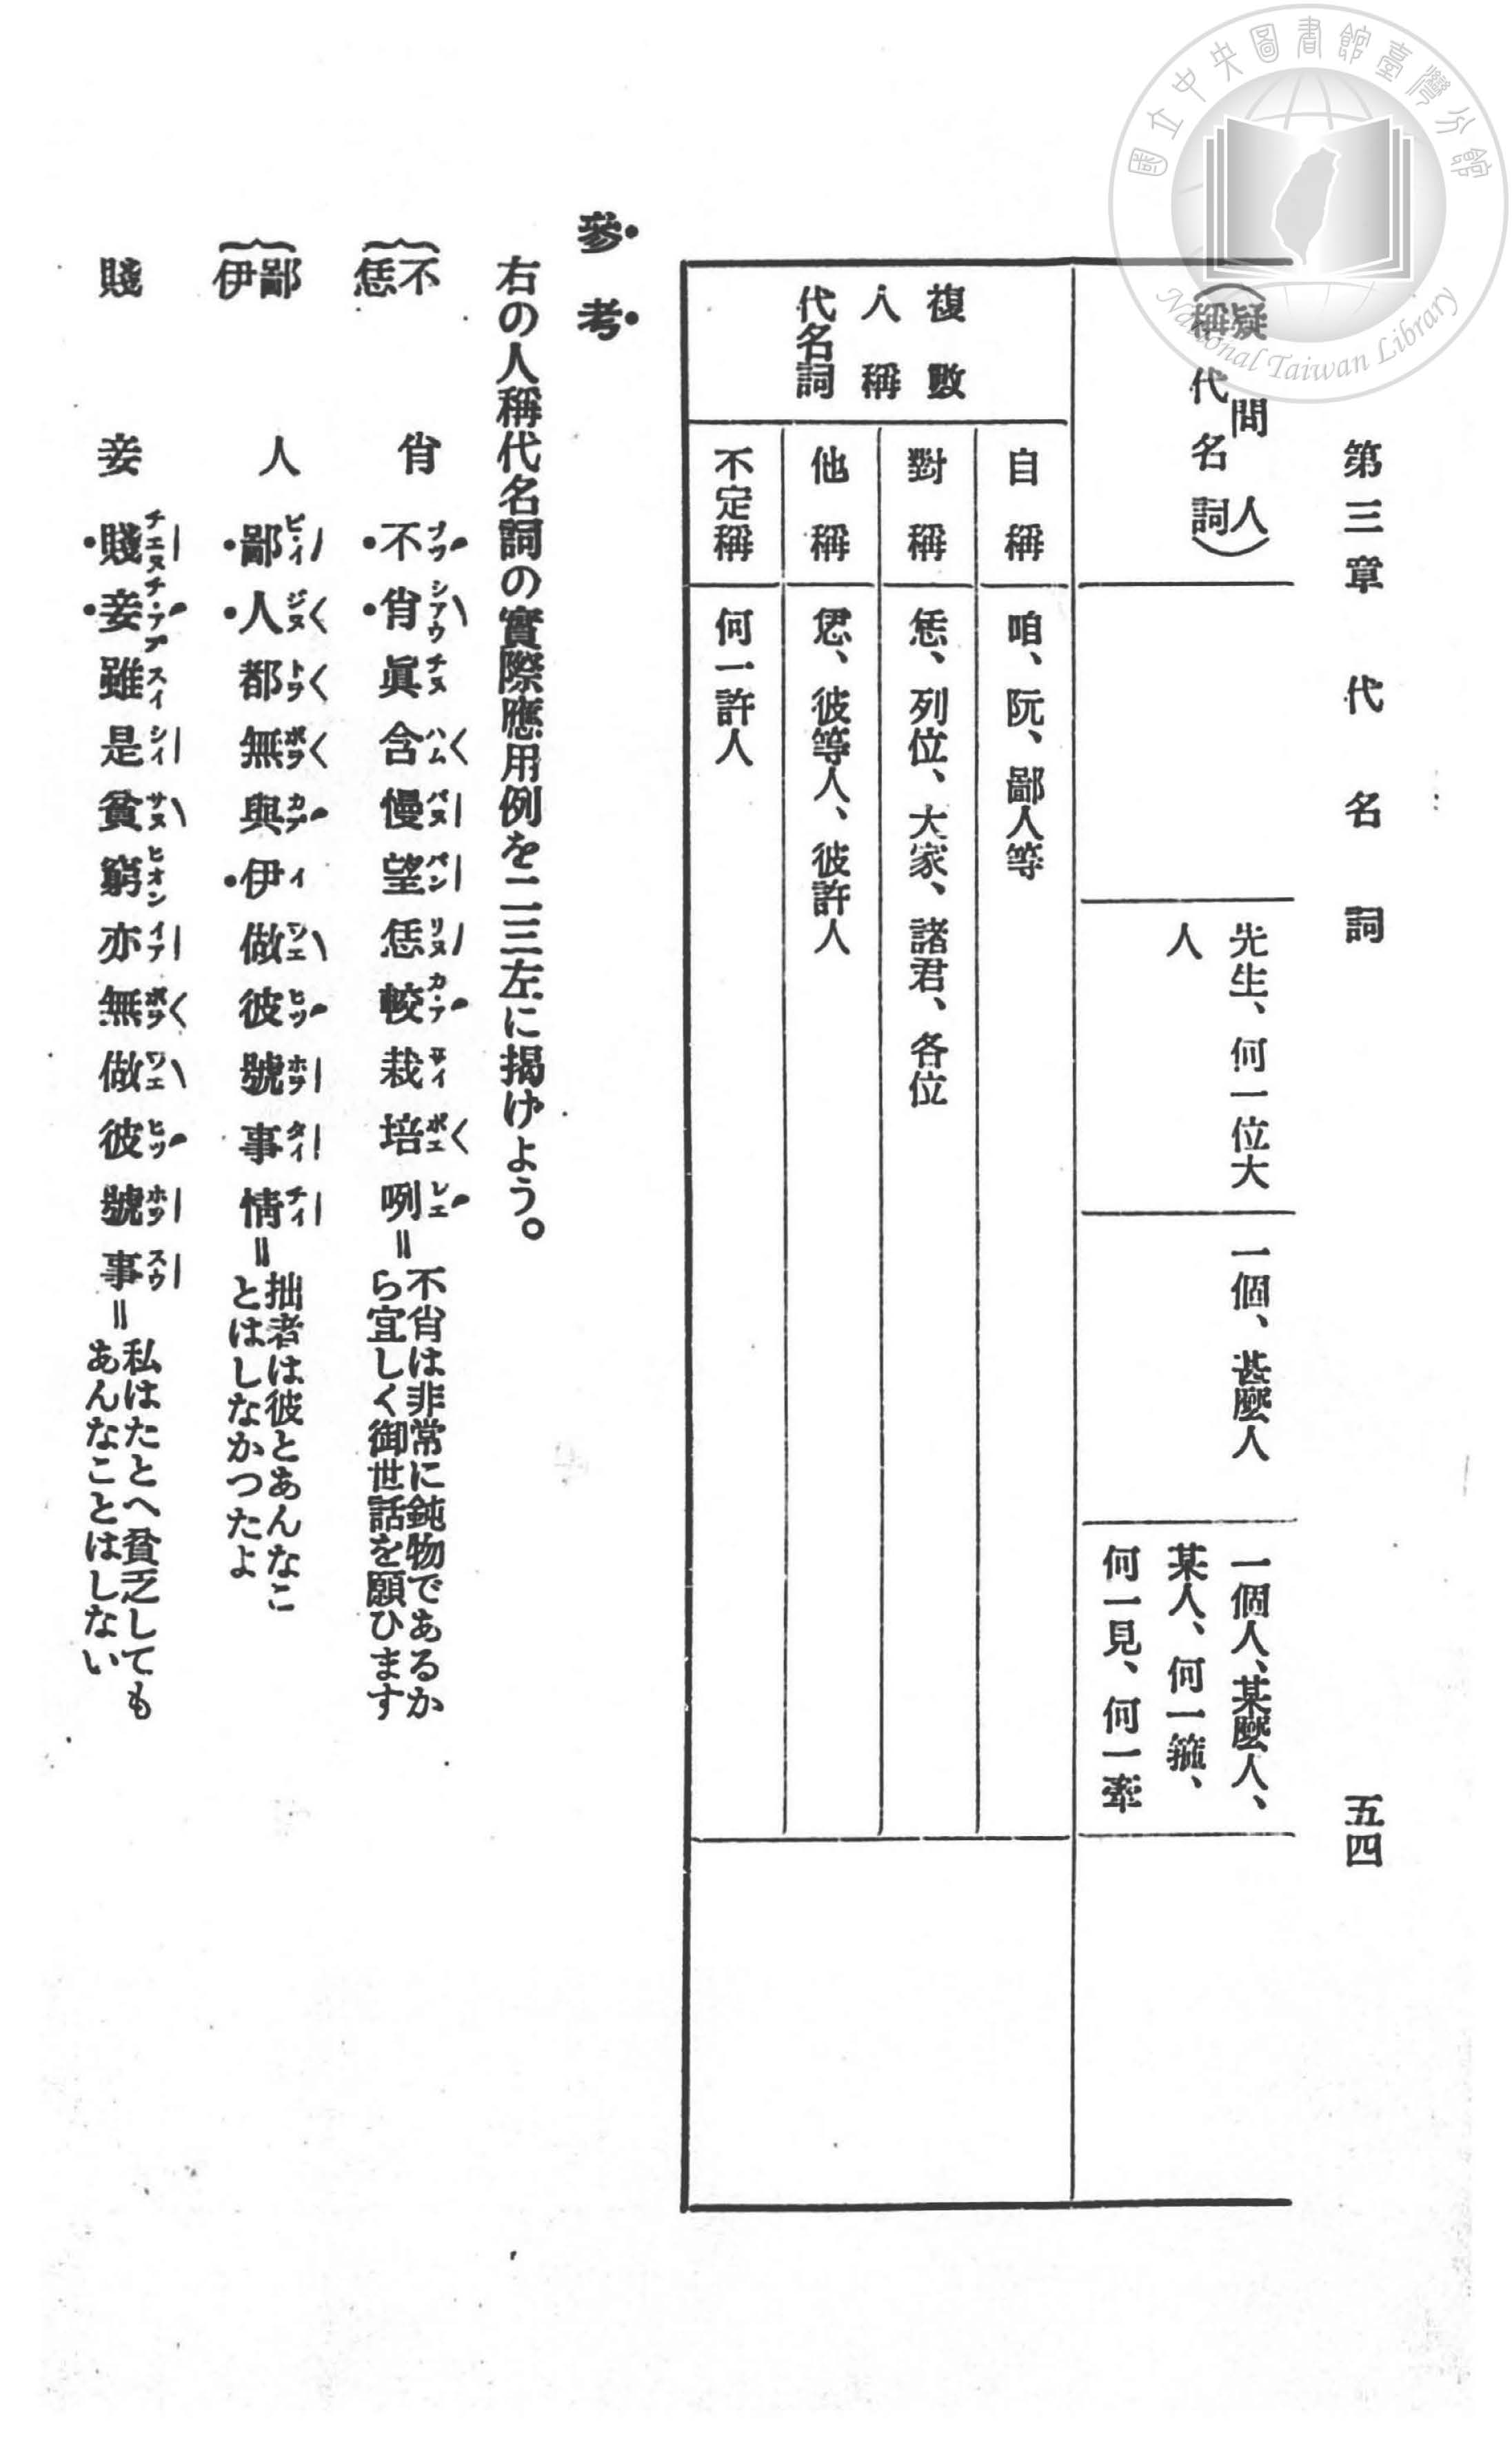 國立中央圖書館臺灣分館
National Taiwan Library
第三章 代名詞 五四
疑問(人稱代名詞)
先生、何一位大
人
一個、甚麼人
一個人、某麼人、
某人、何一箍、
何一見、何一牽
複數
人稱
代名詞
自稱
咱、阮、鄙人等
對稱
恁、列位、大家、諸君、各位
他稱
彼等人、彼許人
不定稱
何一許人
參考
右の人稱代名詞の實際應用例を二三左に揭げよう。
不肖
恁
不肖眞含慢望恁較栽培咧=不肖は非常に鈍物であるか
ら宜しく御世話を願ひます
鄙人
伊
鄙人都無與伊做彼號事情=拙者は彼とあんなこ
とはしなかつたよ
賤妾
賤妾雖是貧窮亦無做彼號事=私はたとへ貧乏しても
あんなことはしない